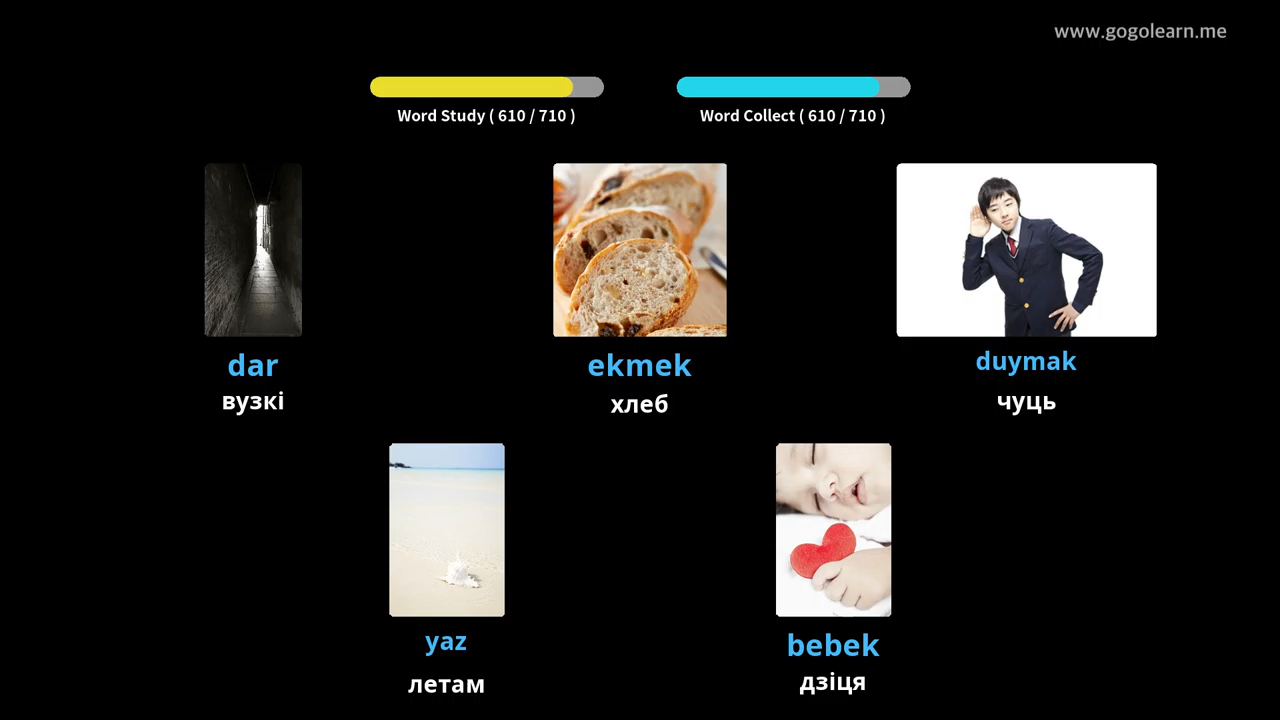 www.gogolearn.me
Word Study ( 610 / 710 )
Word Collect ( 610 / 710 )
dar
вузкі
ekmek
хлеб
duymak
чуць
yaz
летам
bebek
дзіця